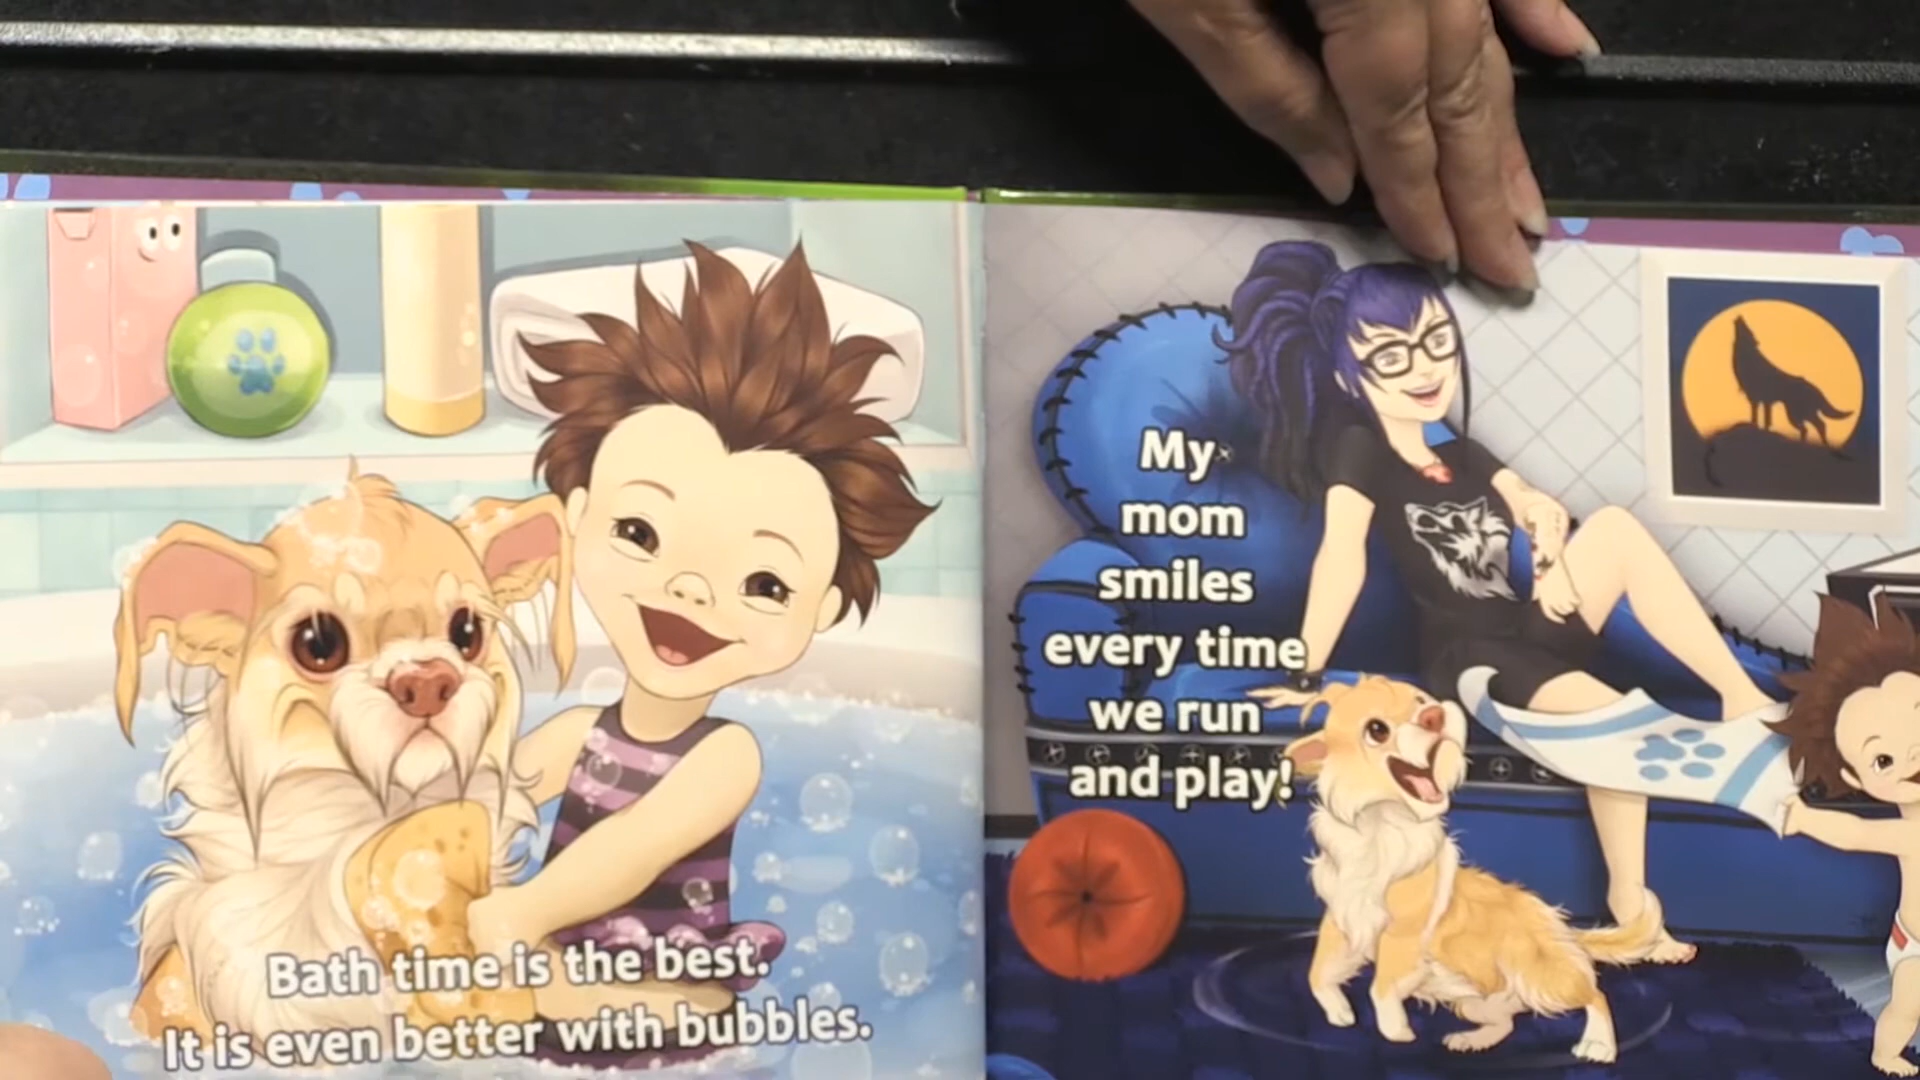 Bath time is the best.
It is even better with bubbles.
My
mom
smiles
every time
we run
and play!